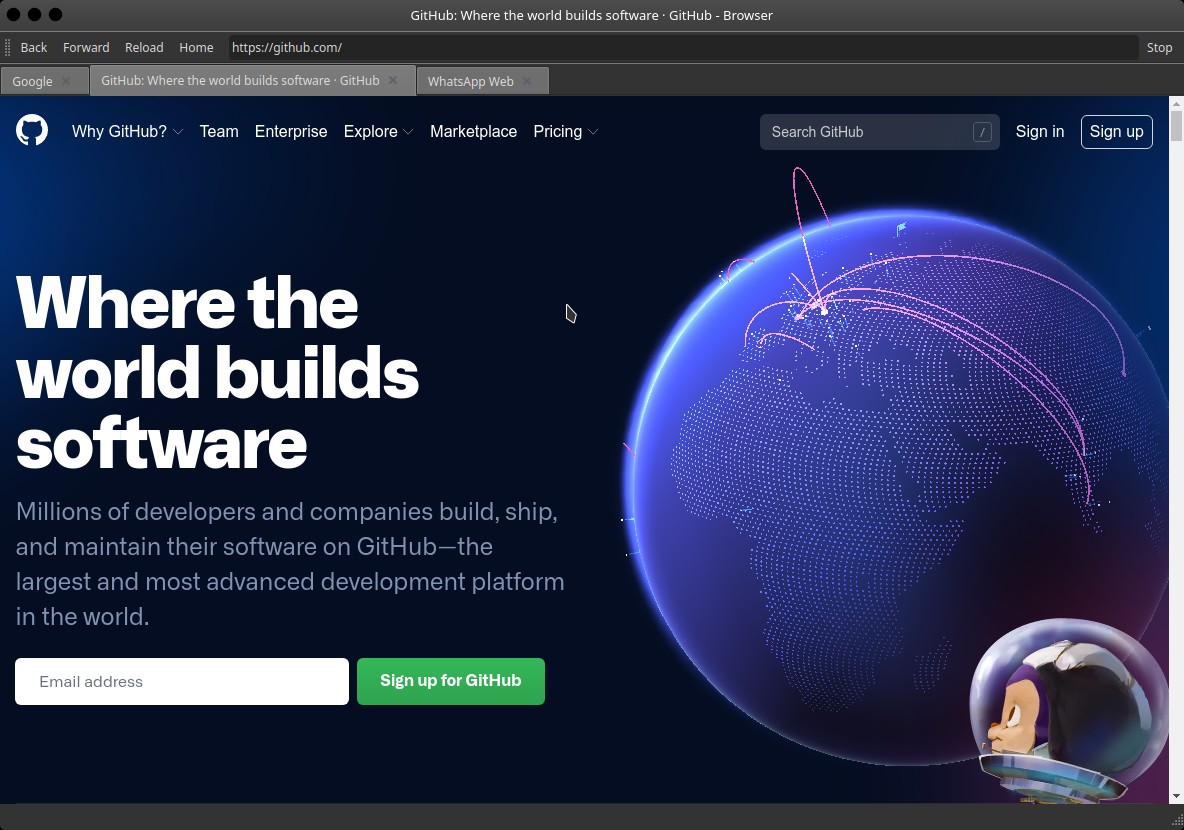 GitHub: Where the world builds software · GitHub - Browser
Back Forward Reload Home https://github.com/ Stop
Google GitHub: Where the world builds software · GitHub WhatsApp Web
Why GitHub? Team Enterprise Explore Marketplace Pricing Search GitHub / Sign in Sign up
Where the
world builds
software
Millions of developers and companies build, ship,
and maintain their software on GitHub—the
largest and most advanced development platform
in the world.
Email address Sign up for GitHub